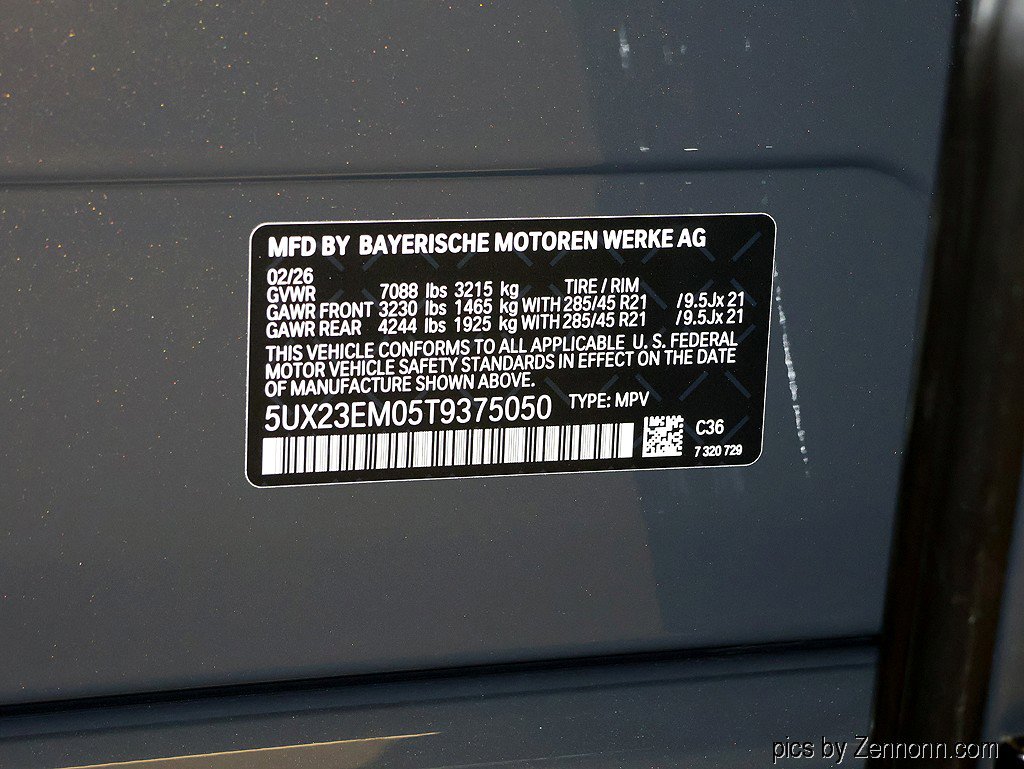 MFD BY BAYERISCHE MOTOREN WERKE AG
02/26
GVWR 7088 lbs 3215 kg TIRE / RIM
GAWR FRONT 3230 lbs 1465 kg WITH 285/45 R21 /9.5Jx 21
GAWR REAR 4244 lbs 1925 kg WITH 285/45 R21 /9.5Jx 21
THIS VEHICLE CONFORMS TO ALL APPLICABLE U. S. FEDERAL
MOTOR VEHICLE SAFETY STANDARDS IN EFFECT ON THE DATE
OF MANUFACTURE SHOWN ABOVE.
5UX23EM05T9375050 TYPE: MPV
C36
7 320 729
pics by Zennonn.com